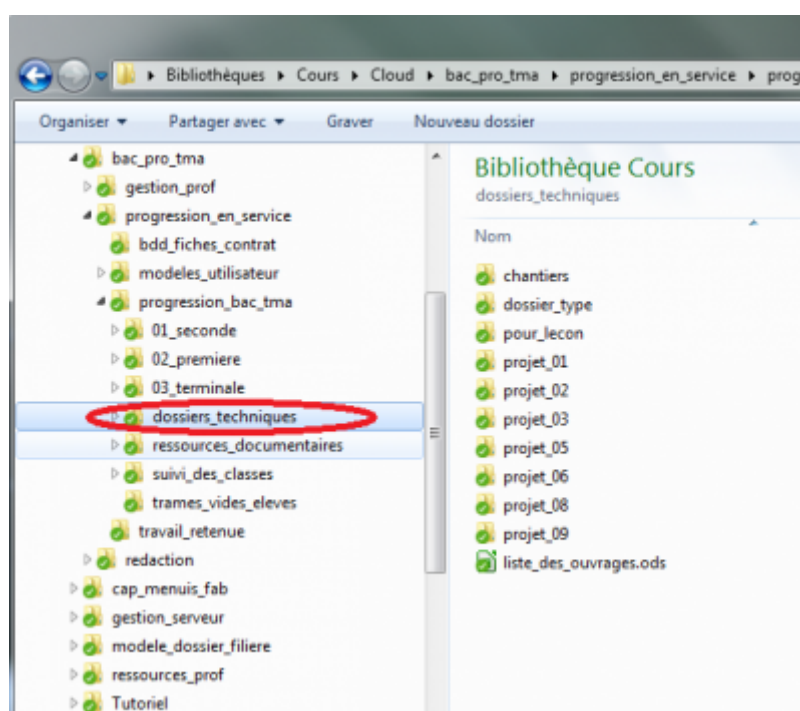 Bibliothèques Cours Cloud bac_pro_tma progression_en_service prog
Organiser Partager avec Graver Nouveau dossier
bac_pro_tma
gestion_prof
progression_en_service
bdd_fiches_contrat
modeles_utilisateur
progression_bac_tma
01_seconde
02_premiere
03_terminale
dossiers_techniques
ressources_documentaires
suivi_des_classes
trames_vides_eleves
travail_retenue
redaction
cap_menuis_fab
gestion_serveur
modele_dossier_filiere
ressources_prof
Tutoriel
Bibliothèque Cours
dossiers_techniques
Nom
chantiers
dossier_type
pour_lecon
projet_01
projet_02
projet_03
projet_05
projet_06
projet_08
projet_09
liste_des_ouvrages.ods